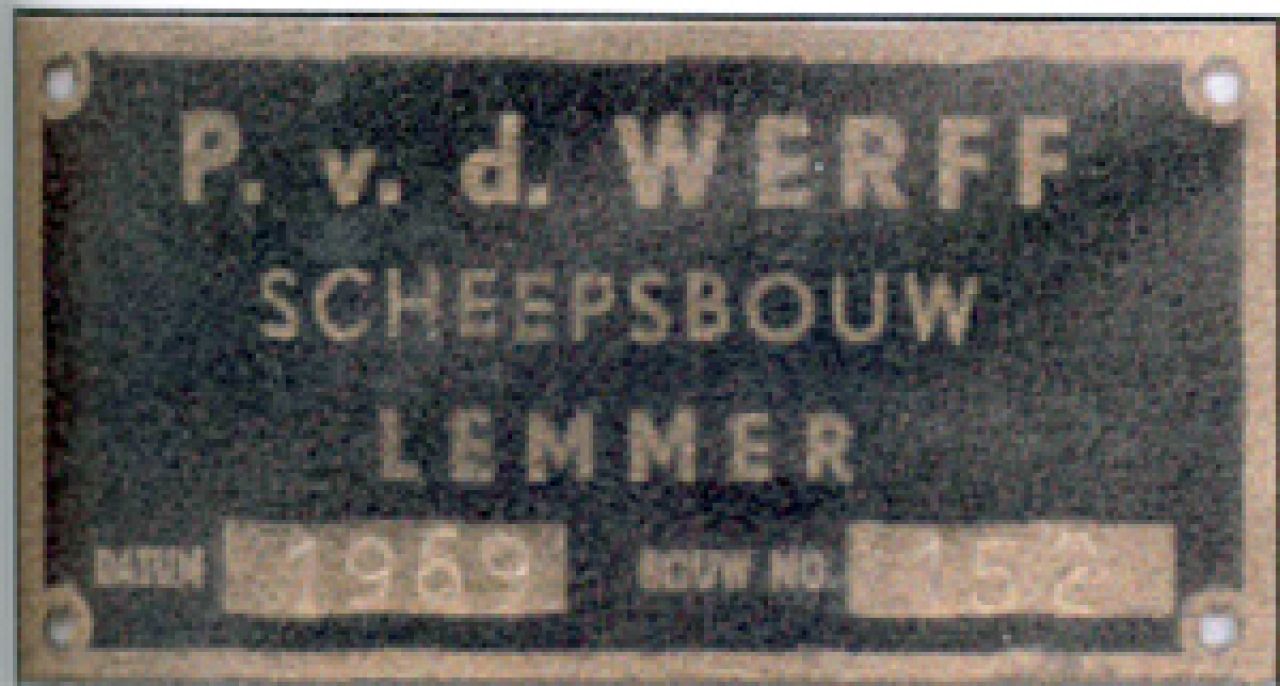 P. v. d. WERFF
SCHEEPSBOUW
LEMMER
DATUM 1969 BOUW NO. 152